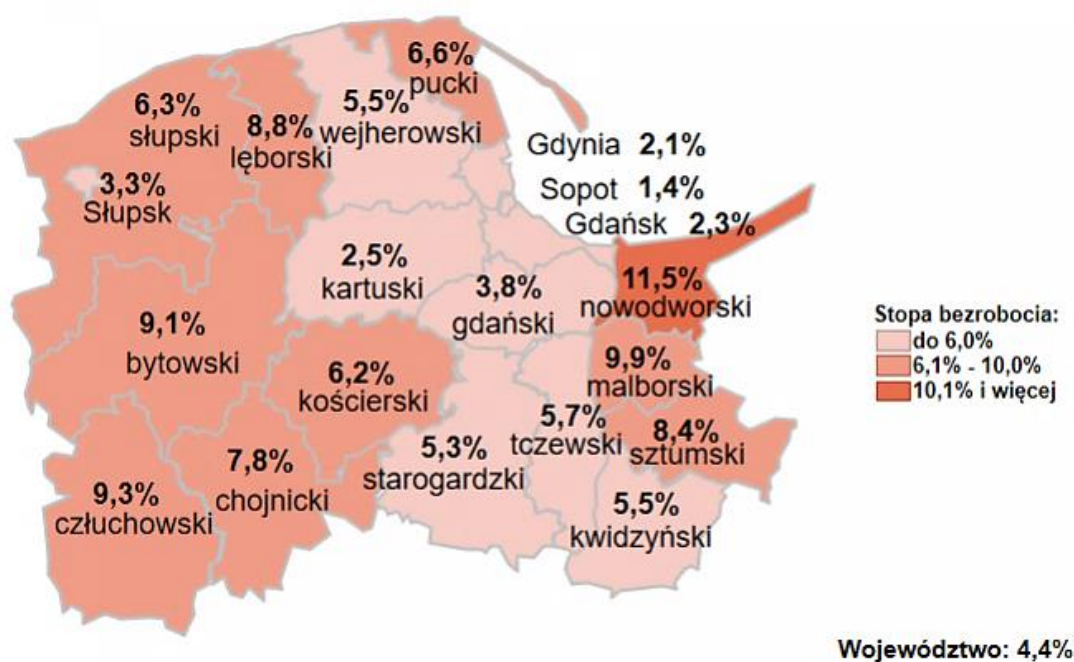 6,6%
pucki
6,3%
słupski
8,8%
lęborski
5,5%
wejherowski
Gdynia 2,1%
Sopot 1,4%
Gdańsk 2,3%
3,3%
Słupsk
2,5%
kartuski
3,8%
gdański
11,5%
nowodworski
9,1%
bytowski
6,2%
kościerski
9,9%
malborski
5,7%
tczewski
8,4%
sztumski
5,3%
starogardzki
7,8%
chojnicki
9,3%
człuchowski
5,5%
kwidzyński
Stopa bezrobocia:
do 6,0%
6,1% - 10,0%
10,1% i więcej
Województwo: 4,4%